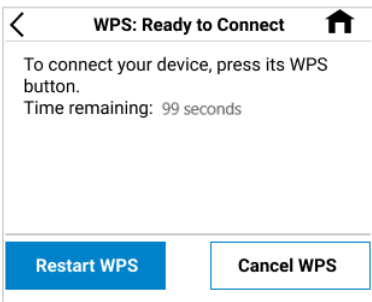 WPS: Ready to Connect
To connect your device, press its WPS
button.
Time remaining: 99 seconds
Restart WPS
Cancel WPS